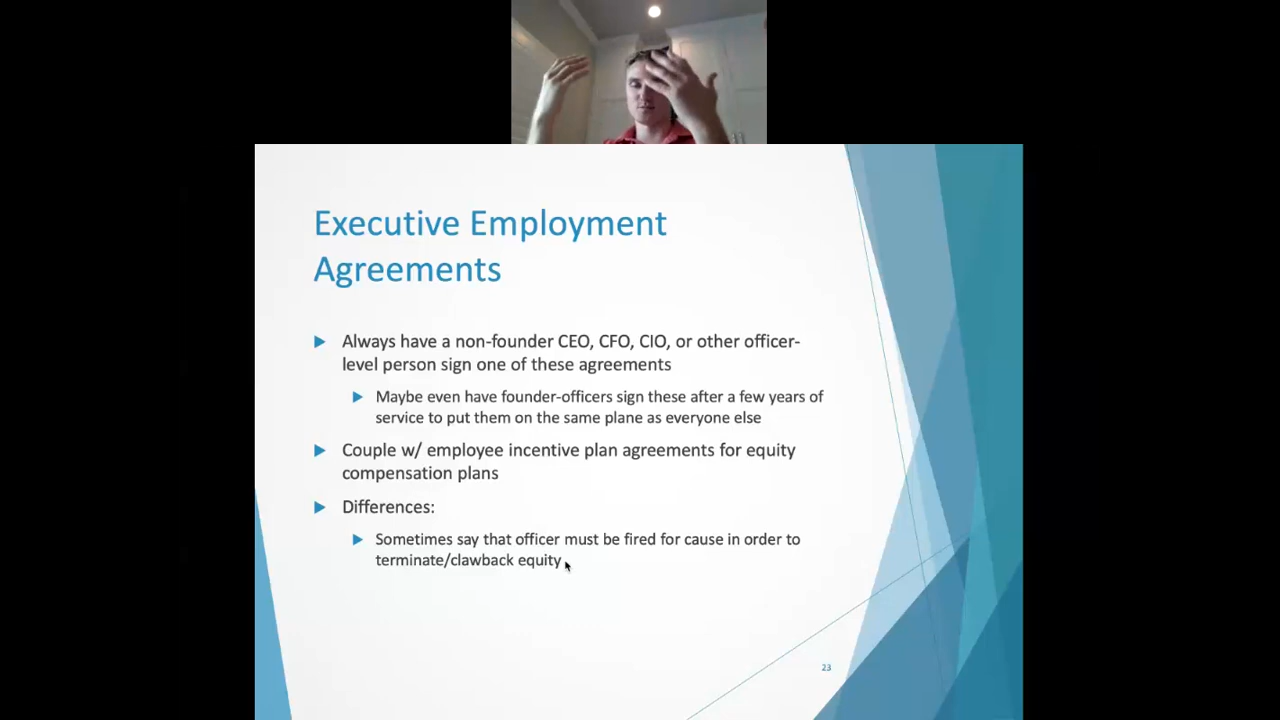 Executive Employment
Agreements
Always have a non-founder CEO, CFO, CIO, or other officer-
level person sign one of these agreements
Maybe even have founder-officers sign these after a few years of
service to put them on the same plane as everyone else
Couple w/ employee incentive plan agreements for equity
compensation plans
Differences:
Sometimes say that officer must be fired for cause in order to
terminate/clawback equity
23